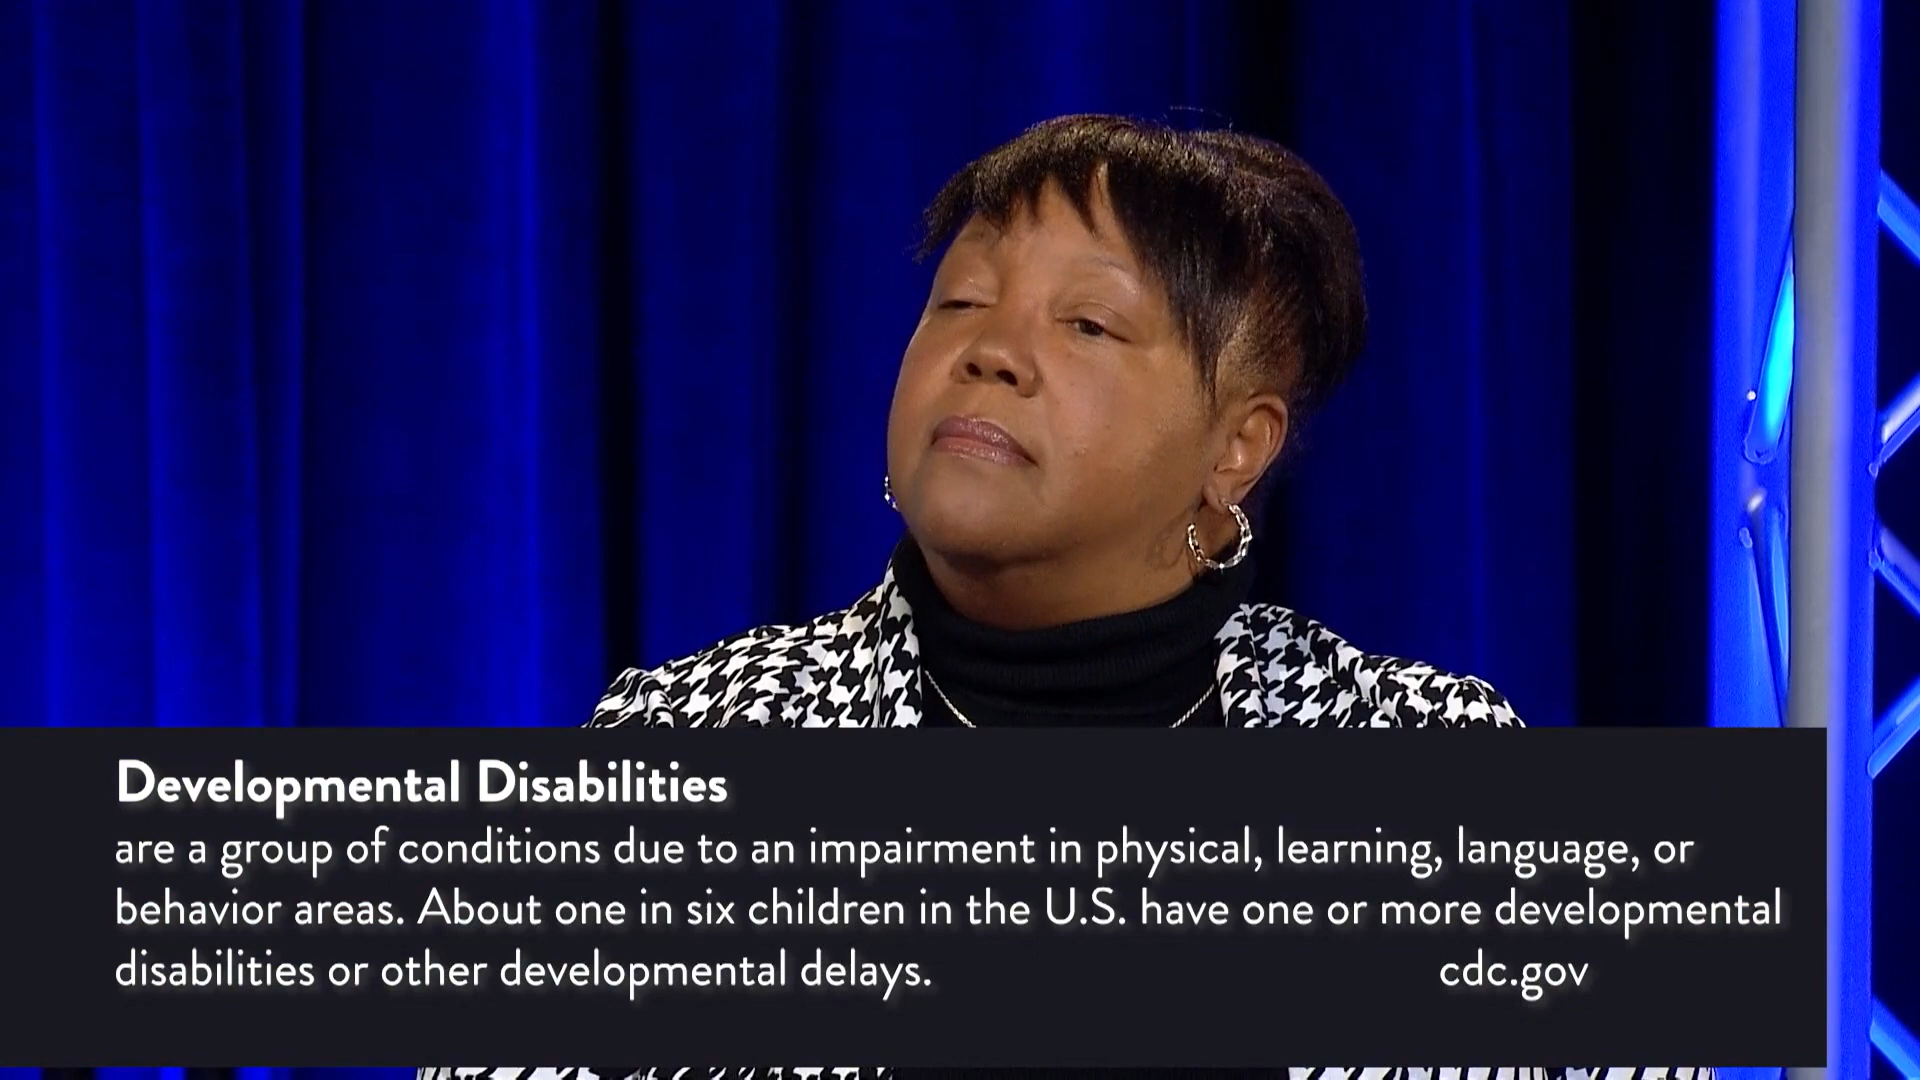 Developmental Disabilities
are a group of conditions due to an impairment in physical, learning, language, or
behavior areas. About one in six children in the U.S. have one or more developmental
disabilities or other developmental delays.
cdc.gov